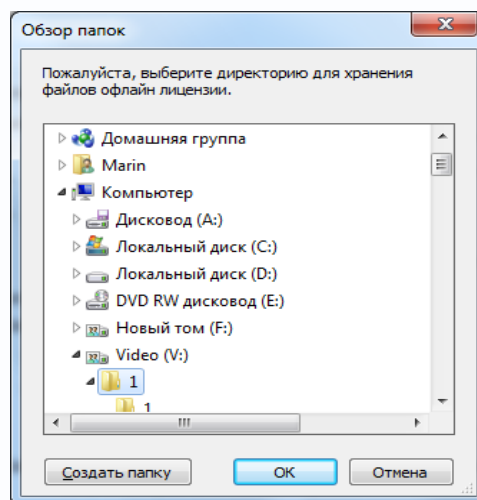 Обзор папок
Пожалуйста, выберите директорию для хранения
файлов офлайн лицензии.
Домашняя группа
Marin
Компьютер
Дисковод (A:)
Локальный диск (C:)
Локальный диск (D:)
DVD RW дисковод (E:)
Новый том (F:)
Video (V:)
1
1
Создать папку OK Отмена